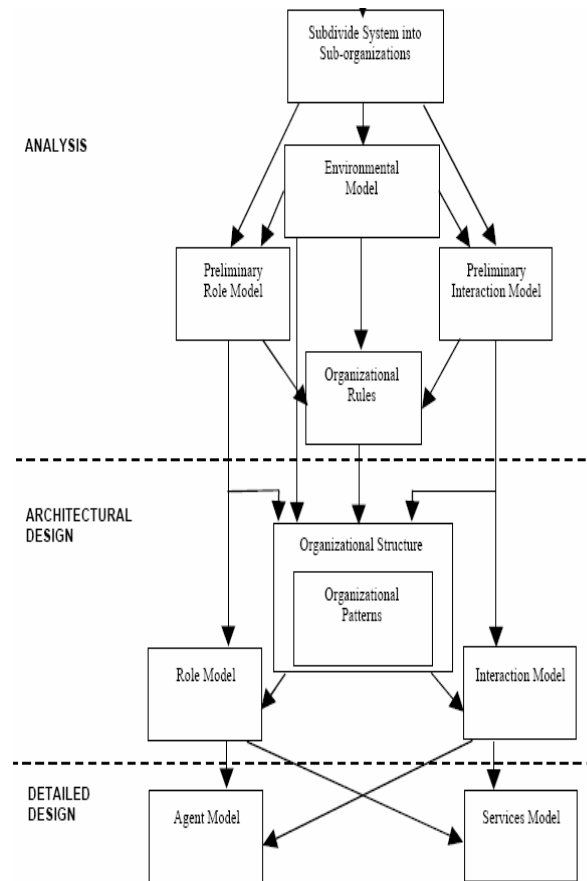 Subdivide System into
Sub-organizations
ANALYSIS
Environmental
Model
Preliminary
Role Model
Preliminary
Interaction Model
Organizational
Rules
ARCHITECTURAL
DESIGN
Organizational Structure
Organizational
Patterns
Role Model
Interaction Model
DETAILED
DESIGN
Agent Model
Services Model